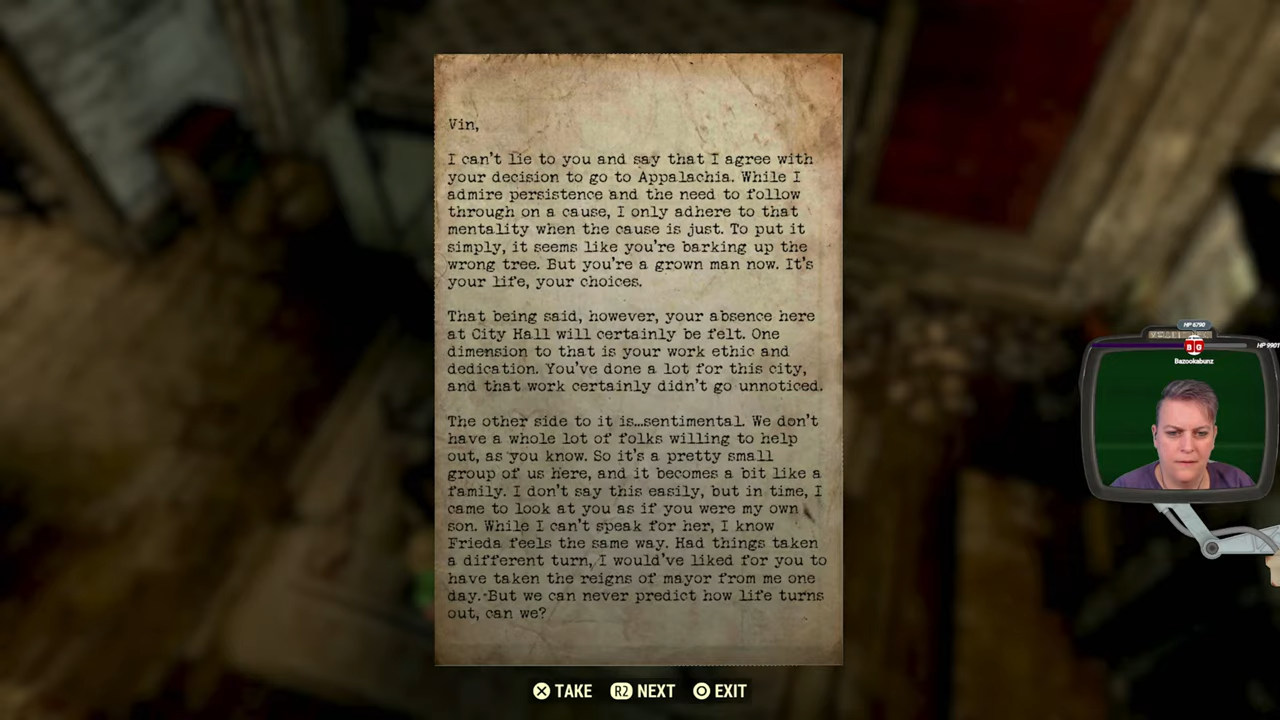 Vin,
I can't lie to you and say that I agree with
your decision to go to Appalachia. While I
admire persistence and the need to follow
through on a cause, I only adhere to that
mentality when the cause is just. To put it
simply, it seems like you're barking up the
wrong tree. But you're a grown man now. It's
your life, your choices.
That being said, however, your absence here
at City Hall will certainly be felt. One
dimension to that is your work ethic and
dedication. You've done a lot for this city,
and that work certainly didn't go unnoticed.
The other side to it is...sentimental. We don't
have a whole lot of folks willing to help
out, as you know. So it's a pretty small
group of us here, and it becomes a bit like a
family. I don't say this easily, but in time, I
came to look at you as if you were my own
son. While I can't speak for her, I know
Frieda feels the same way. Had things taken
a different turn, I would've liked for you to
have taken the reigns of mayor from me one
day. But we can never predict how life turns
out, can we?
TAKE R2 NEXT EXIT
HP 6790
HP 9901
BO
Bazookabunz